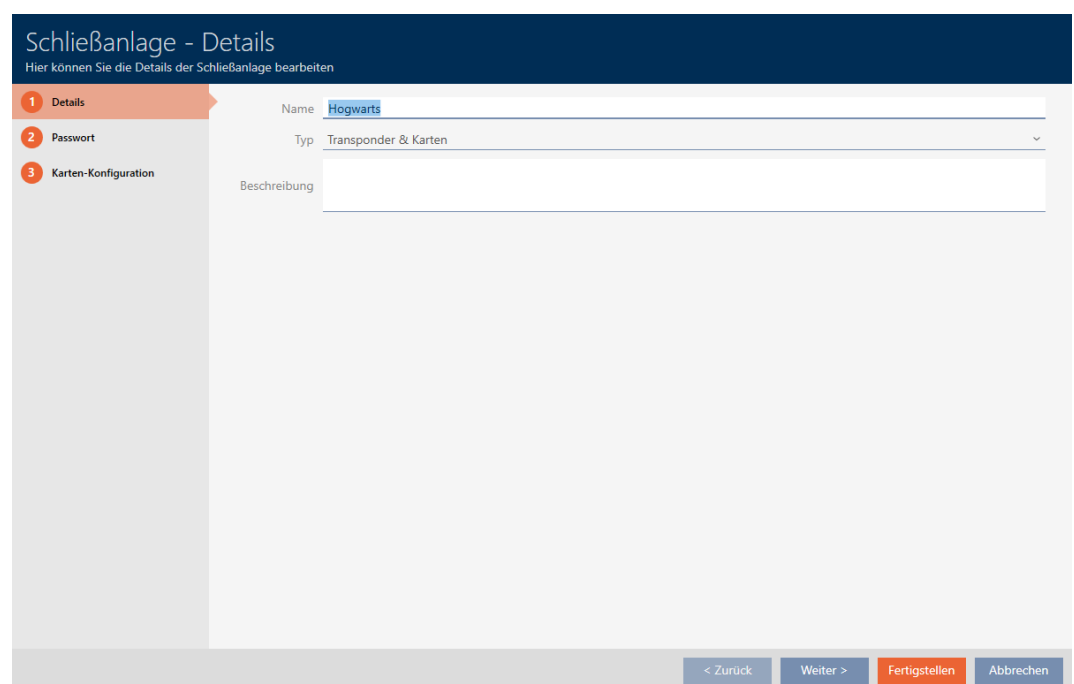 Schließanlage - Details
Hier können Sie die Details der Schließanlage bearbeiten
1 Details
2 Passwort
3 Karten-Konfiguration
Name Hogwarts
Typ Transponder & Karten
Beschreibung
< Zurück Weiter > Fertigstellen Abbrechen